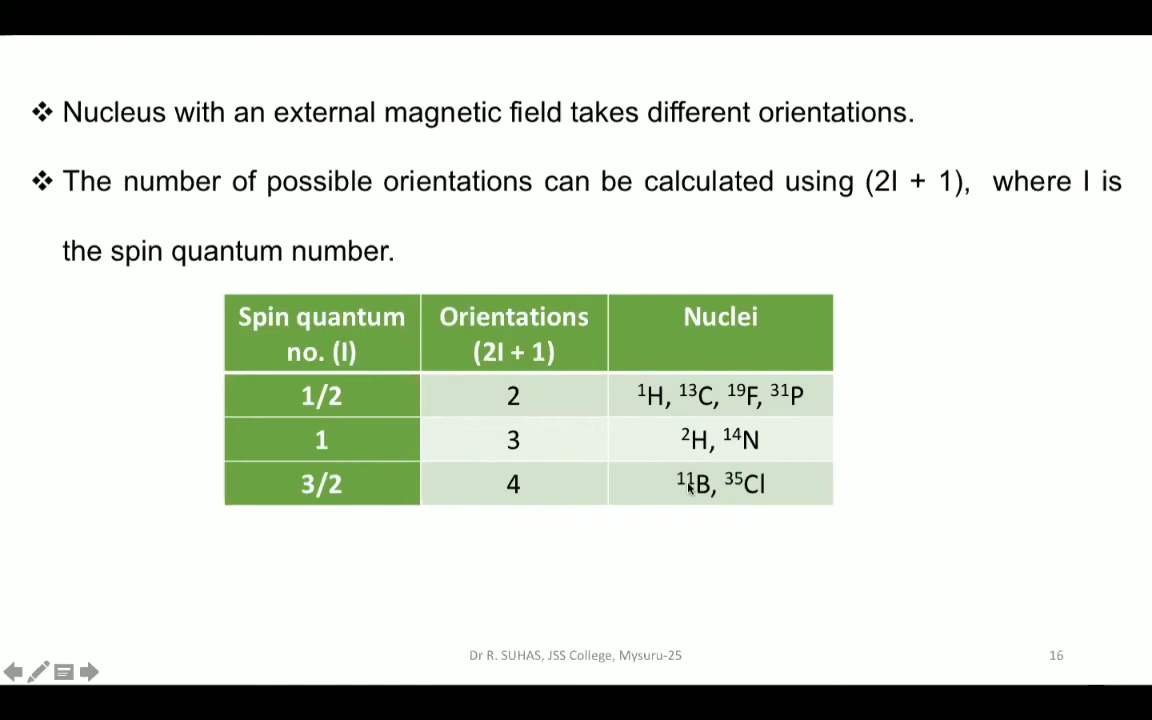 ❖ Nucleus with an external magnetic field takes different orientations.
❖ The number of possible orientations can be calculated using (2I + 1), where I is
the spin quantum number.
Spin quantum no. (I) Orientations (2I + 1) Nuclei
1/2 2 ¹H, ¹³C, ¹⁹F, ³¹P
1 3 ²H, ¹⁴N
3/2 4 ¹¹B, ³⁵Cl
Dr R. SUHAS, JSS College, Mysuru-25 16